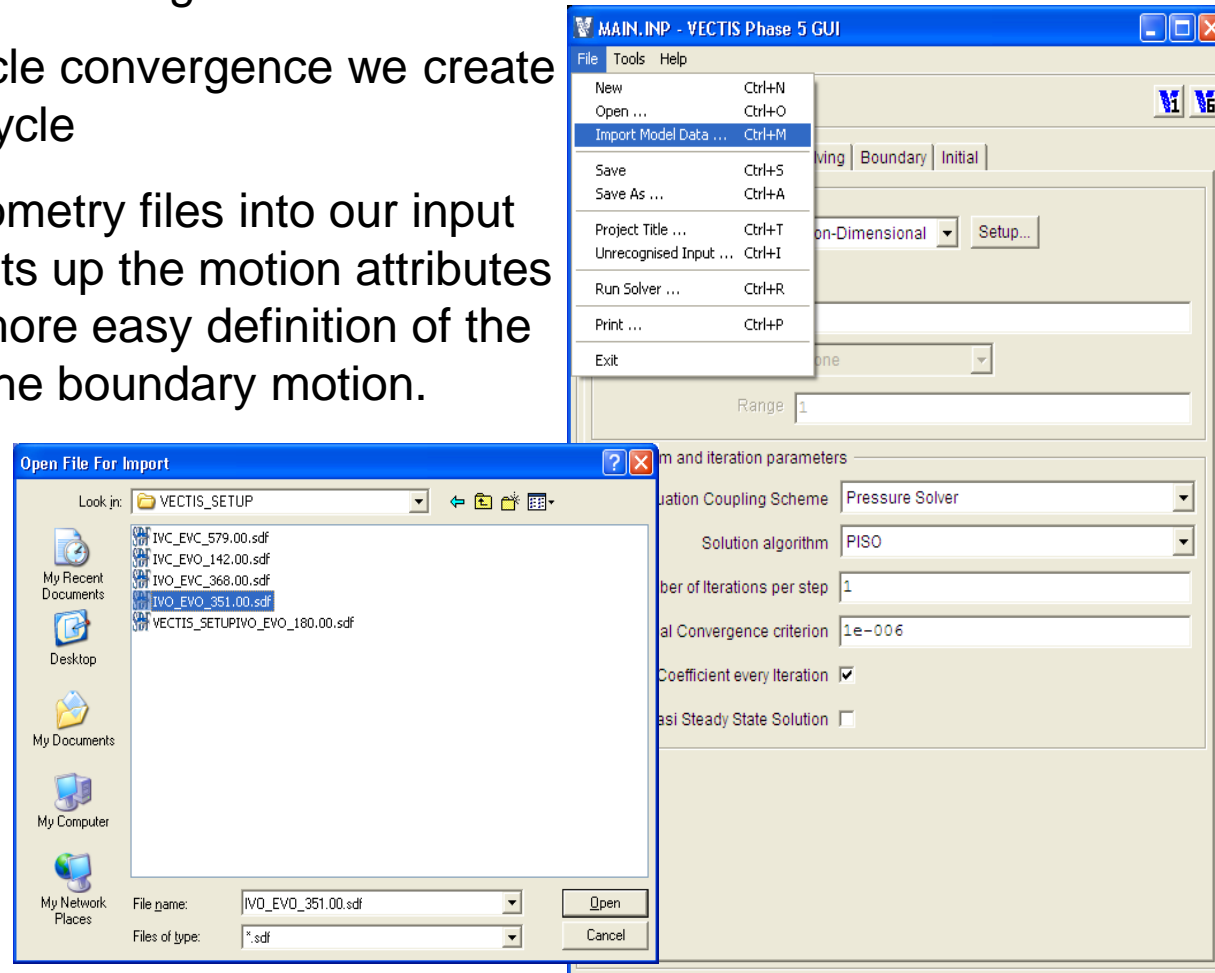 cle convergence we create
ycle
ometry files into our input
ts up the motion attributes
more easy definition of the
ne boundary motion.
MAIN.INP - VECTIS Phase 5 GUI
File Tools Help
New Ctrl+N
Open ... Ctrl+O
Import Model Data ... Ctrl+M
Save Ctrl+S
Save As ... Ctrl+A
Project Title ... Ctrl+T
Unrecognised Input ... Ctrl+I
Run Solver ... Ctrl+R
Print ... Ctrl+P
Exit
lving Boundary Initial
on-Dimensional Setup...
one
Range 1
m and iteration parameters
uation Coupling Scheme Pressure Solver
Solution algorithm PISO
ber of Iterations per step 1
al Convergence criterion 1e-006
Coefficient every Iteration
asi Steady State Solution
Open File For Import
Look in: VECTIS_SETUP
IVC_EVC_579.00.sdf
IVC_EVO_142.00.sdf
IVO_EVC_368.00.sdf
IVO_EVO_351.00.sdf
VECTIS_SETUPIVO_EVO_180.00.sdf
My Recent
Documents
Desktop
My Documents
My Computer
My Network
Places
File name: IVO_EVO_351.00.sdf Open
Files of type: *.sdf Cancel